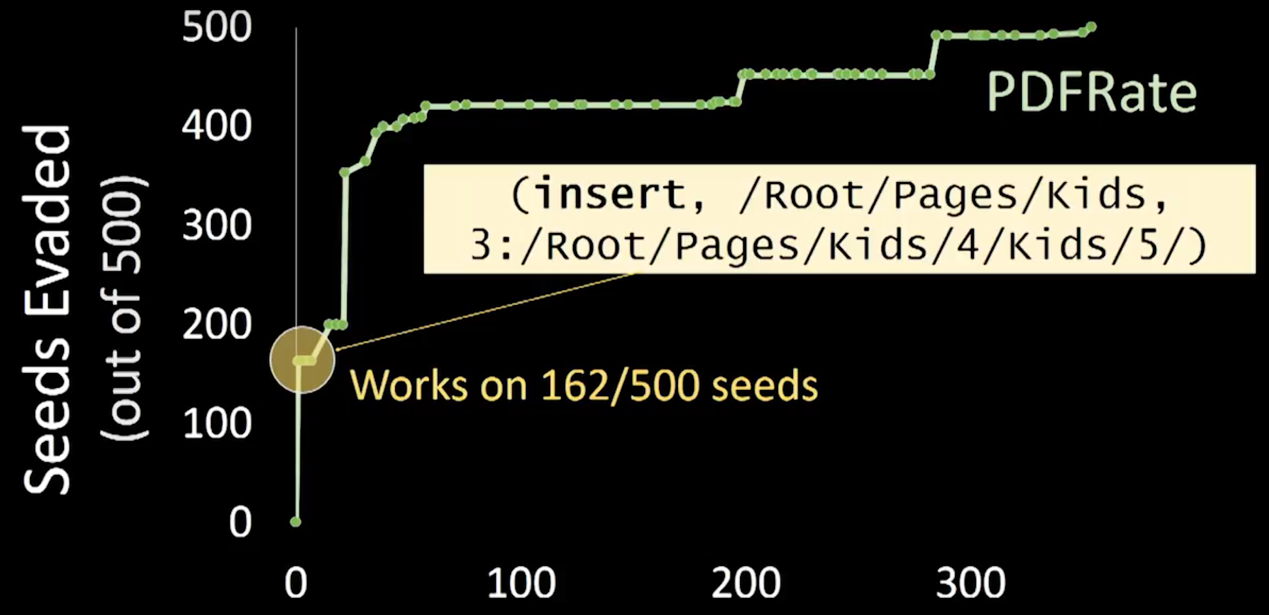 500
400
300
200
100
0
Seeds Evaded
(out of 500)
PDFRate
(insert, /Root/Pages/Kids,
3:/Root/Pages/Kids/4/Kids/5/)
Works on 162/500 seeds
0 100 200 300